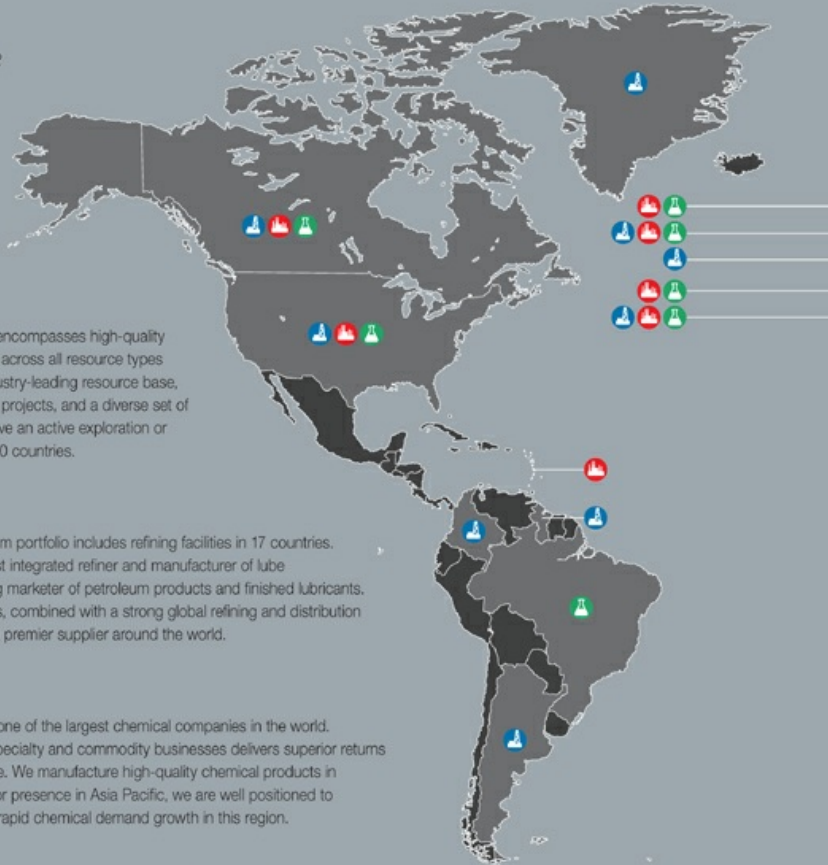 encompasses high-quality
across all resource types
ustry-leading resource base,
projects, and a diverse set of
ve an active exploration or
0 countries.
m portfolio includes refining facilities in 17 countries.
st integrated refiner and manufacturer of lube
g marketer of petroleum products and finished lubricants.
s, combined with a strong global refining and distribution
premier supplier around the world.
one of the largest chemical companies in the world.
pecialty and commodity businesses delivers superior returns
e. We manufacture high-quality chemical products in
or presence in Asia Pacific, we are well positioned to
rapid chemical demand growth in this region.